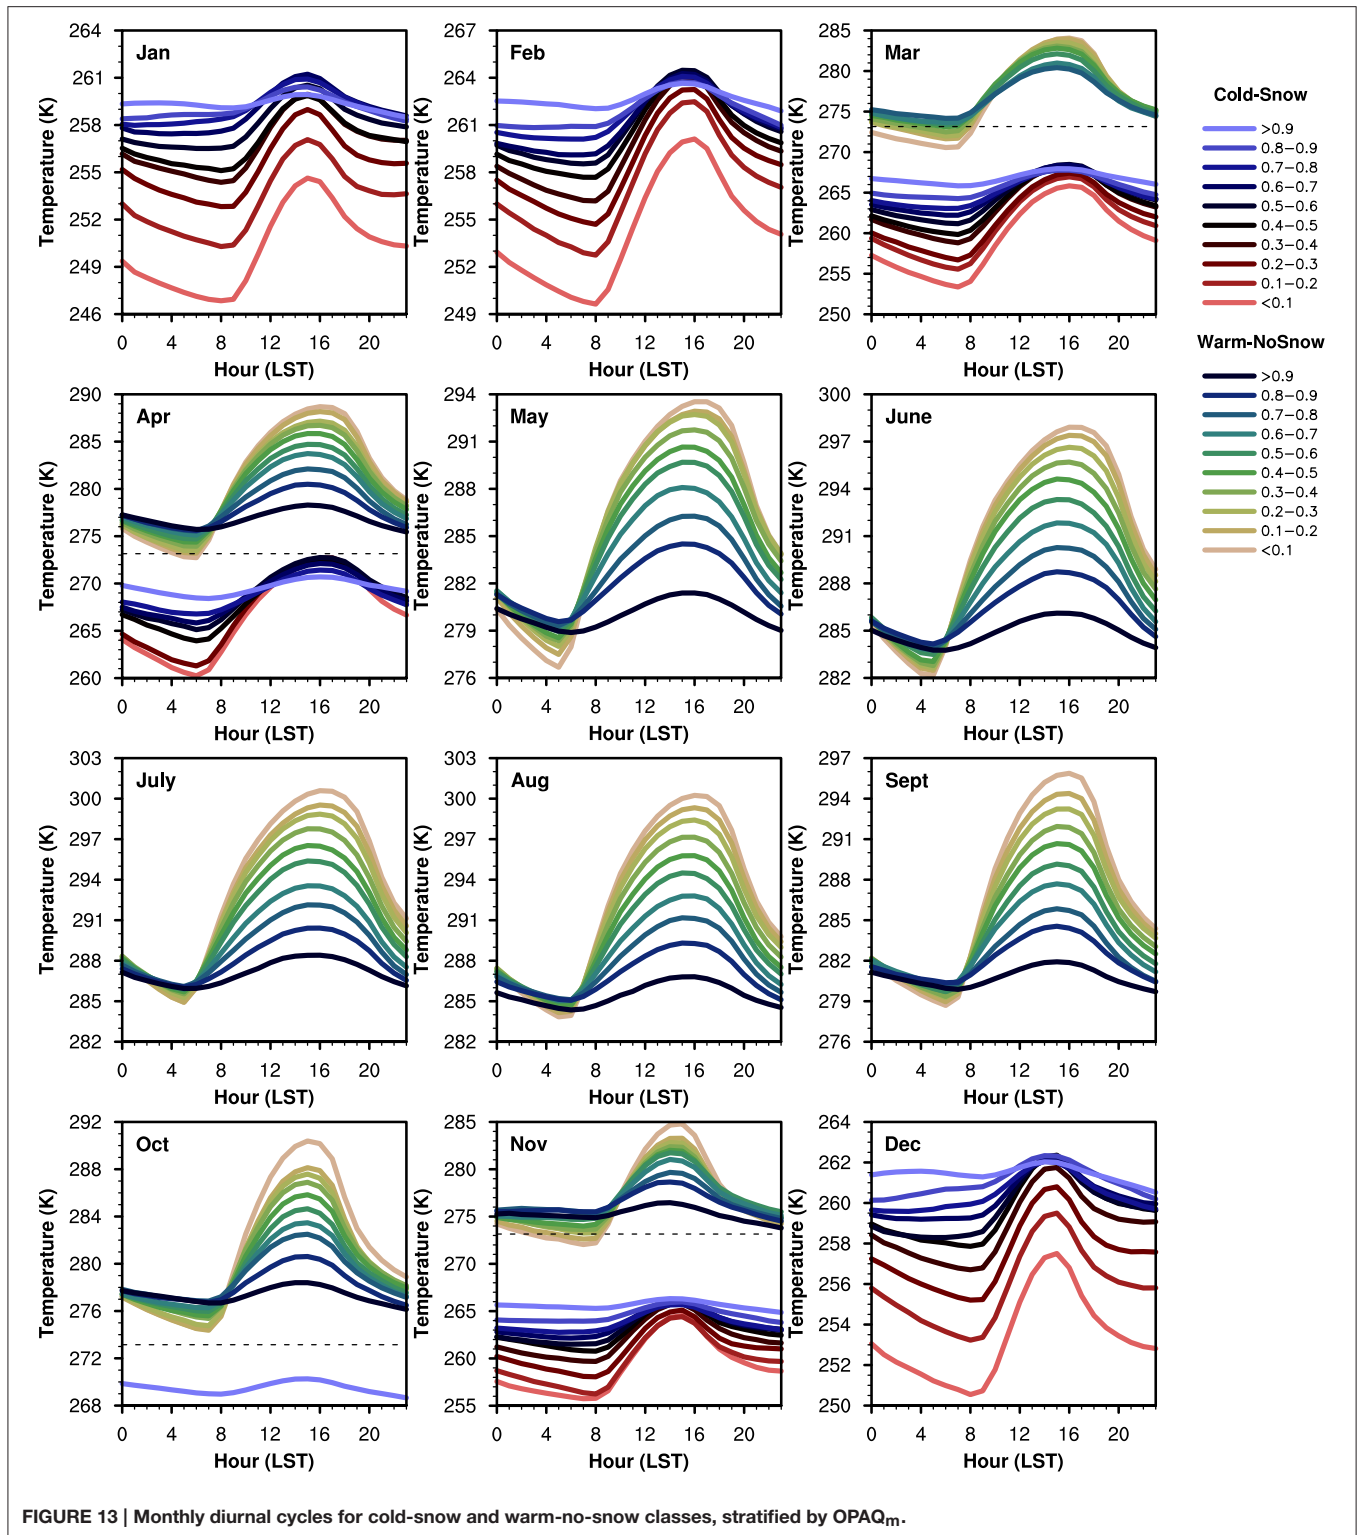 Jan
264
261
258
255
252
249
246
Temperature (K)
0 4 8 12 16 20
Hour (LST)
Feb
267
264
261
258
255
252
249
Temperature (K)
0 4 8 12 16 20
Hour (LST)
Mar
285
280
275
270
265
260
255
250
Temperature (K)
0 4 8 12 16 20
Hour (LST)
Cold-Snow
>0.9
0.8−0.9
0.7−0.8
0.6−0.7
0.5−0.6
0.4−0.5
0.3−0.4
0.2−0.3
0.1−0.2
<0.1
Warm-NoSnow
>0.9
0.8−0.9
0.7−0.8
0.6−0.7
0.5−0.6
0.4−0.5
0.3−0.4
0.2−0.3
0.1−0.2
<0.1
Apr
290
285
280
275
270
265
260
Temperature (K)
0 4 8 12 16 20
Hour (LST)
May
294
291
288
285
282
279
276
Temperature (K)
0 4 8 12 16 20
Hour (LST)
June
300
297
294
291
288
285
282
Temperature (K)
0 4 8 12 16 20
Hour (LST)
July
303
300
297
294
291
288
285
282
Temperature (K)
0 4 8 12 16 20
Hour (LST)
Aug
303
300
297
294
291
288
285
282
Temperature (K)
0 4 8 12 16 20
Hour (LST)
Sept
297
294
291
288
285
282
279
276
Temperature (K)
0 4 8 12 16 20
Hour (LST)
Oct
292
288
284
280
276
272
268
Temperature (K)
0 4 8 12 16 20
Hour (LST)
Nov
285
280
275
270
265
260
255
Temperature (K)
0 4 8 12 16 20
Hour (LST)
Dec
264
262
260
258
256
254
252
250
Temperature (K)
0 4 8 12 16 20
Hour (LST)
FIGURE 13 | Monthly diurnal cycles for cold-snow and warm-no-snow classes, stratified by OPAQm.